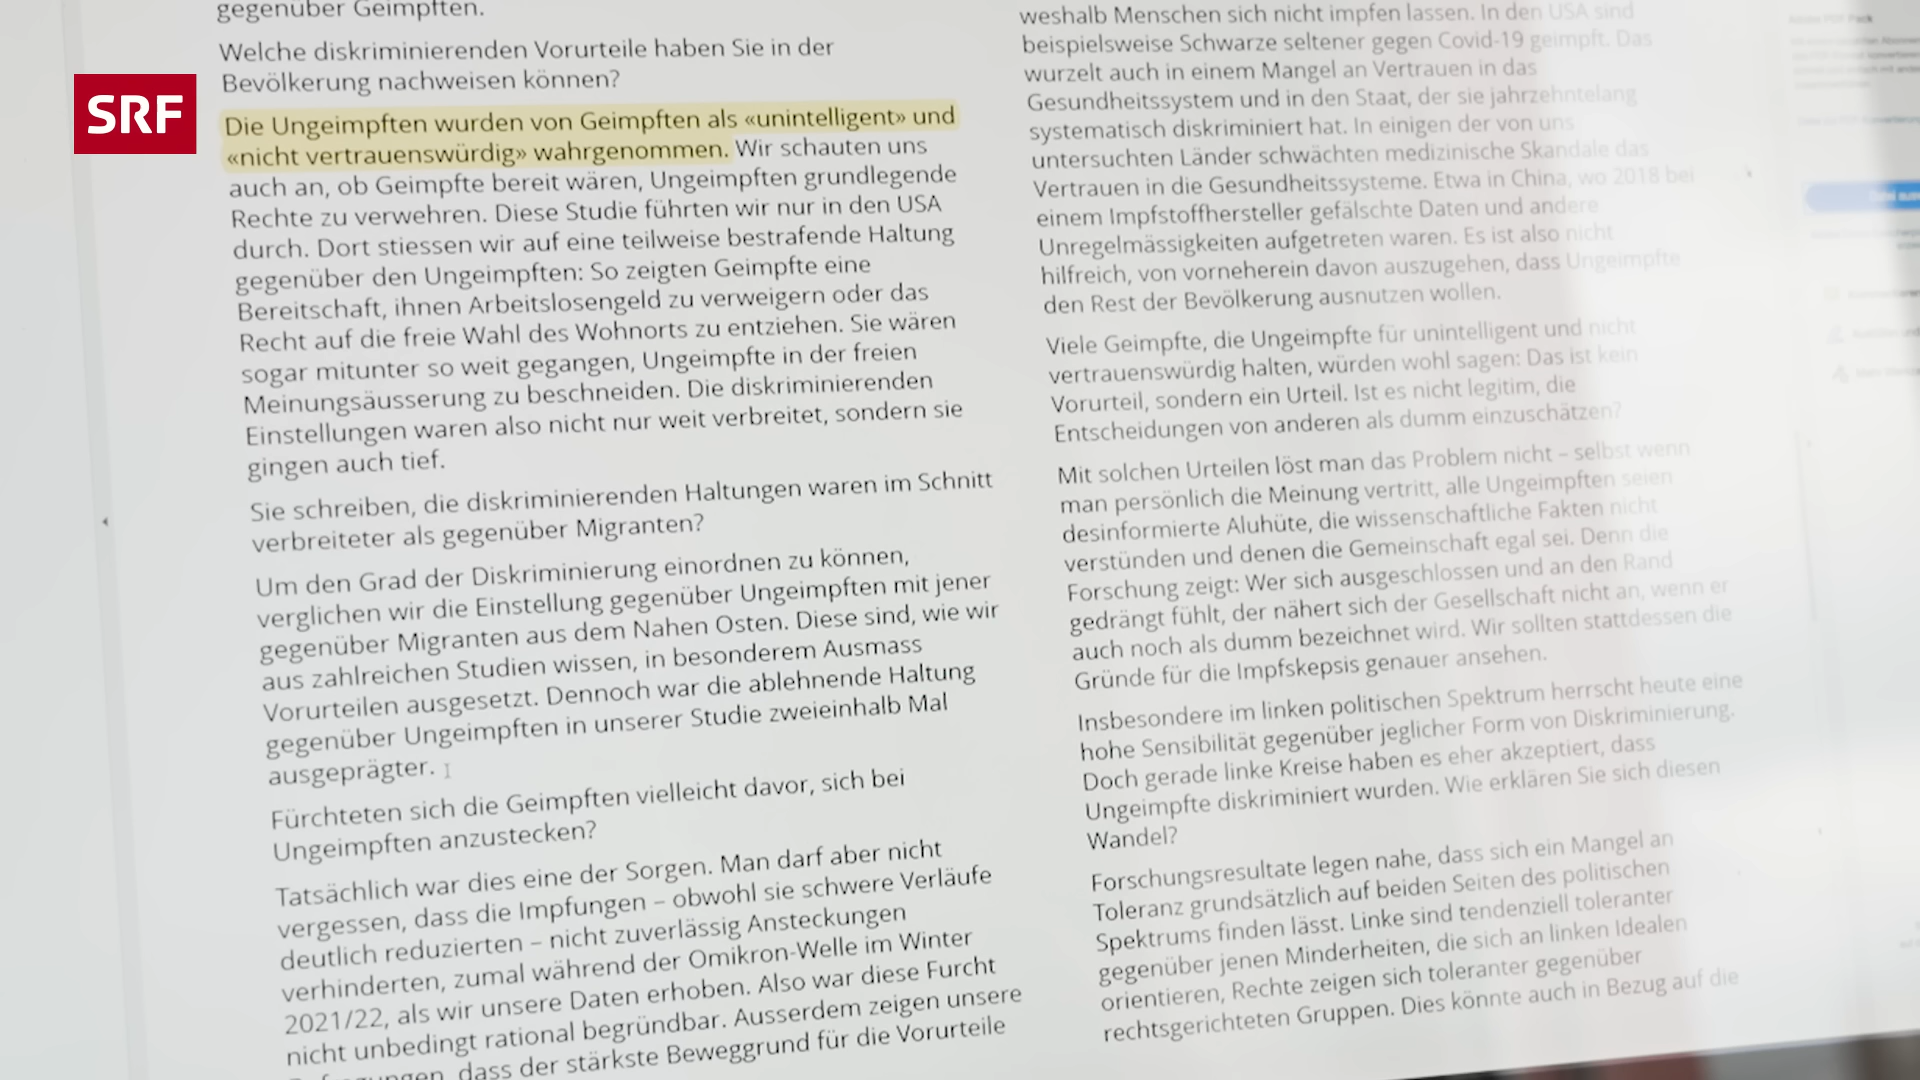 SRF
gegenüber Geimpften.
Welche diskriminierenden Vorurteile haben Sie in der
Bevölkerung nachweisen können?
Die Ungeimpften wurden von Geimpften als «unintelligent» und
«nicht vertrauenswürdig» wahrgenommen. Wir schauten uns
auch an, ob Geimpfte bereit wären, Ungeimpften grundlegende
Rechte zu verwehren. Diese Studie führten wir nur in den USA
durch. Dort stiessen wir auf eine teilweise bestrafende Haltung
gegenüber den Ungeimpften: So zeigten Geimpfte eine
Bereitschaft, ihnen Arbeitslosengeld zu verweigern oder das
Recht auf die freie Wahl des Wohnorts zu entziehen. Sie wären
sogar mitunter so weit gegangen, Ungeimpfte in der freien
Meinungsäusserung zu beschneiden. Die diskriminierenden
Einstellungen waren also nicht nur weit verbreitet, sondern sie
gingen auch tief.
Sie schreiben, die diskriminierenden Haltungen waren im Schnitt
verbreiteter als gegenüber Migranten?
Um den Grad der Diskriminierung einordnen zu können,
verglichen wir die Einstellung gegenüber Ungeimpften mit jener
gegenüber Migranten aus dem Nahen Osten. Diese sind, wie wir
aus zahlreichen Studien wissen, in besonderem Ausmass
Vorurteilen ausgesetzt. Dennoch war die ablehnende Haltung
gegenüber Ungeimpften in unserer Studie zweieinhalb Mal
ausgeprägter.
Fürchteten sich die Geimpften vielleicht davor, sich bei
Ungeimpften anzustecken?
Tatsächlich war dies eine der Sorgen. Man darf aber nicht
vergessen, dass die Impfungen – obwohl sie schwere Verläufe
deutlich reduzierten – nicht zuverlässig Ansteckungen
verhinderten, zumal während der Omikron-Welle im Winter
2021/22, als wir unsere Daten erhoben. Also war diese Furcht
nicht unbedingt rational begründbar. Ausserdem zeigen unsere
dass der stärkste Beweggrund für die Vorurteile
weshalb Menschen sich nicht impfen lassen. In den USA sind
beispielsweise Schwarze seltener gegen Covid-19 geimpft. Das
wurzelt auch in einem Mangel an Vertrauen in das
Gesundheitssystem und in den Staat, der sie jahrzehntelang
systematisch diskriminiert hat. In einigen der von uns
untersuchten Länder schwächten medizinische Skandale das
Vertrauen in die Gesundheitssysteme. Etwa in China, wo 2018 bei
einem Impfstoffhersteller gefälschte Daten und andere
Unregelmässigkeiten aufgetreten waren. Es ist also nicht
hilfreich, von vorneherein davon auszugehen, dass Ungeimpfte
den Rest der Bevölkerung ausnutzen wollen.
Viele Geimpfte, die Ungeimpfte für unintelligent und nicht
vertrauenswürdig halten, würden wohl sagen: Das ist kein
Vorurteil, sondern ein Urteil. Ist es nicht legitim, die
Entscheidungen von anderen als dumm einzuschätzen?
Mit solchen Urteilen löst man das Problem nicht – selbst wenn
man persönlich die Meinung vertritt, alle Ungeimpften seien
desinformierte Aluhüte, die wissenschaftliche Fakten nicht
verstünden und denen die Gemeinschaft egal sei. Denn die
Forschung zeigt: Wer sich ausgeschlossen und an den Rand
gedrängt fühlt, der nähert sich der Gesellschaft nicht an, wenn er
auch noch als dumm bezeichnet wird. Wir sollten stattdessen die
Gründe für die Impfskepsis genauer ansehen.
Insbesondere im linken politischen Spektrum herrscht heute eine
hohe Sensibilität gegenüber jeglicher Form von Diskriminierung.
Doch gerade linke Kreise haben es eher akzeptiert, dass
Ungeimpfte diskriminiert wurden. Wie erklären Sie sich diesen
Wandel?
Forschungsresultate legen nahe, dass sich ein Mangel an
Toleranz grundsätzlich auf beiden Seiten des politischen
Spektrums finden lässt. Linke sind tendenziell toleranter
gegenüber jenen Minderheiten, die sich an linken Idealen
orientieren, Rechte zeigen sich toleranter gegenüber
rechtsgerichteten Gruppen. Dies könnte auch in Bezug auf die